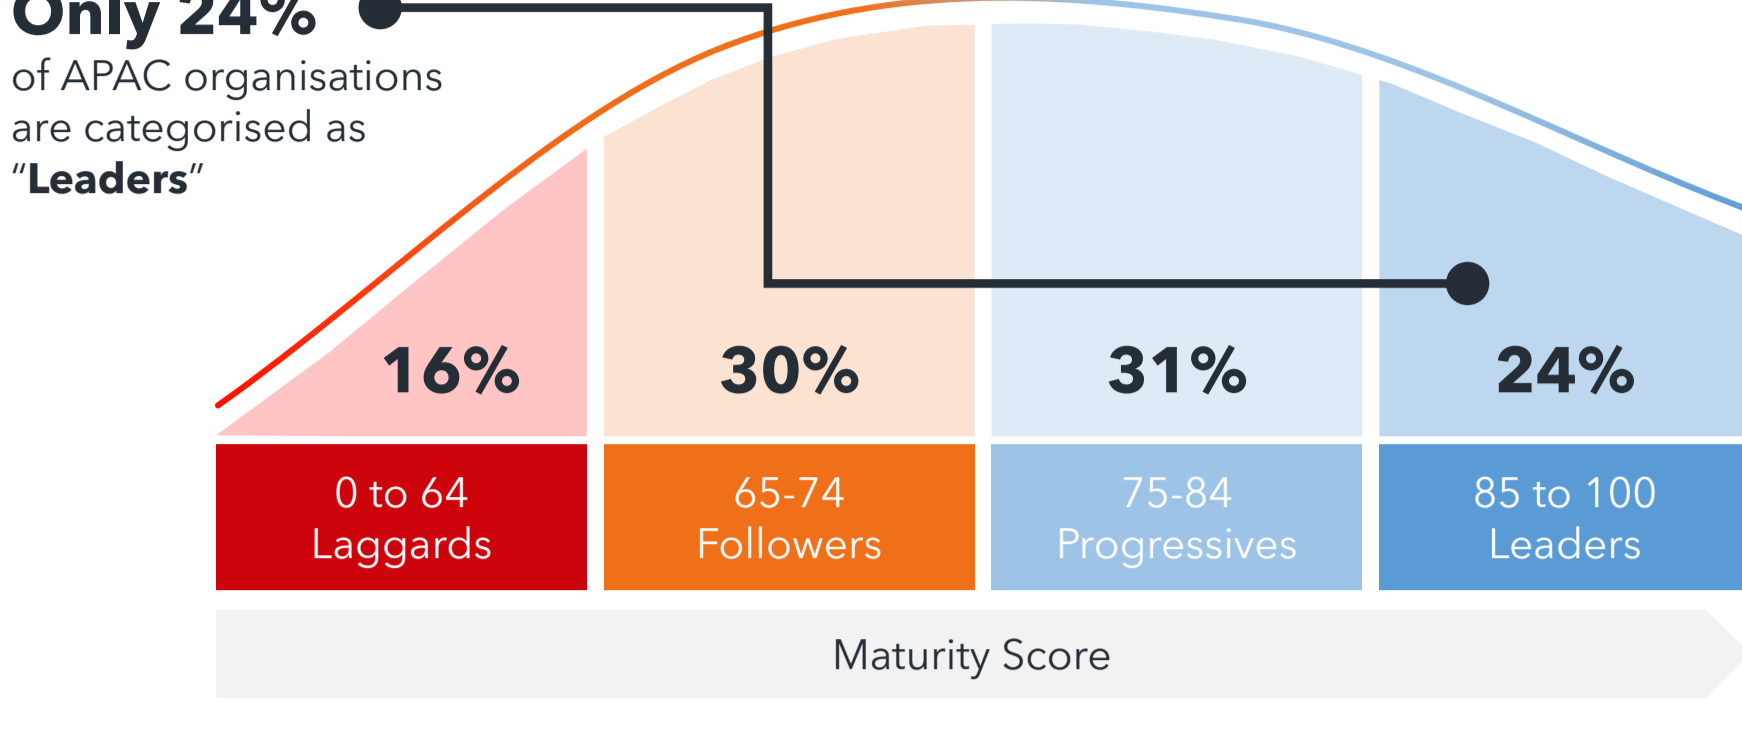 Only 24%
of APAC organisations
are categorised as
“Leaders”
16%
30%
31%
24%
0 to 64
Laggards
65-74
Followers
75-84
Progressives
85 to 100
Leaders
Maturity Score